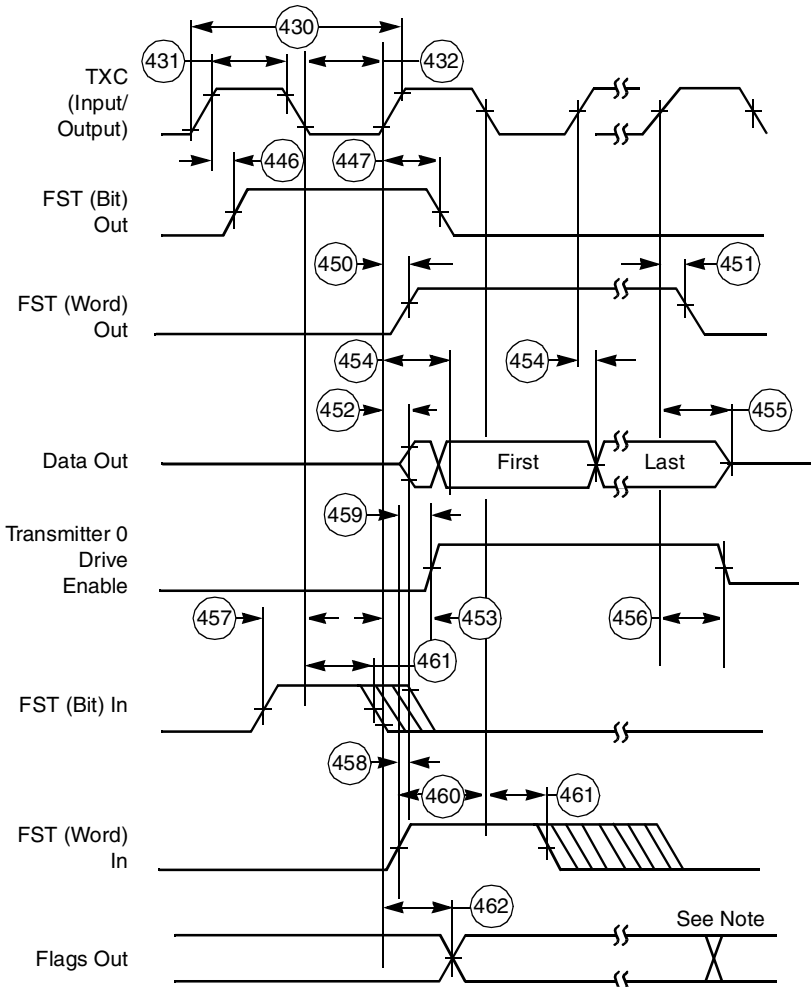 430
431
432
TXC
(Input/
Output)
446
447
FST (Bit)
Out
450
451
FST (Word)
Out
454
454
452
455
Data Out
First
Last
459
Transmitter 0
Drive
Enable
457
453
456
461
FST (Bit) In
458
460
461
FST (Word)
In
462
See Note
Flags Out